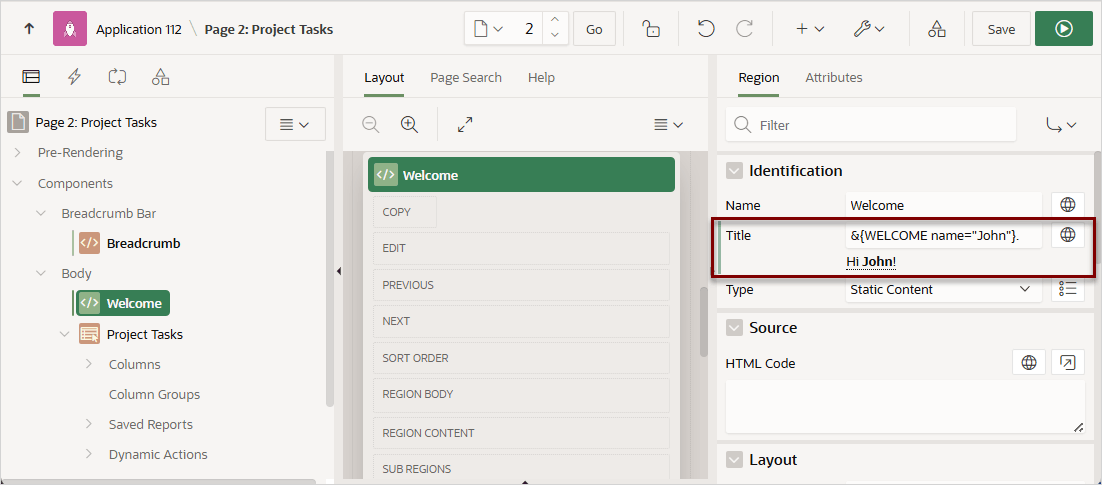 Application 112 \ Page 2: Project Tasks
2
Go
Save
Layout
Page Search
Help
Region
Attributes
Page 2: Project Tasks
Pre-Rendering
Components
Breadcrumb Bar
</> Breadcrumb
Body
</> Welcome
Project Tasks
Columns
Column Groups
Saved Reports
Dynamic Actions
</> Welcome
COPY
EDIT
PREVIOUS
NEXT
SORT ORDER
REGION BODY
REGION CONTENT
SUB REGIONS
Filter
Identification
Name Welcome
Title &{WELCOME name="John"}.
Hi John!
Type Static Content
Source
HTML Code
Layout